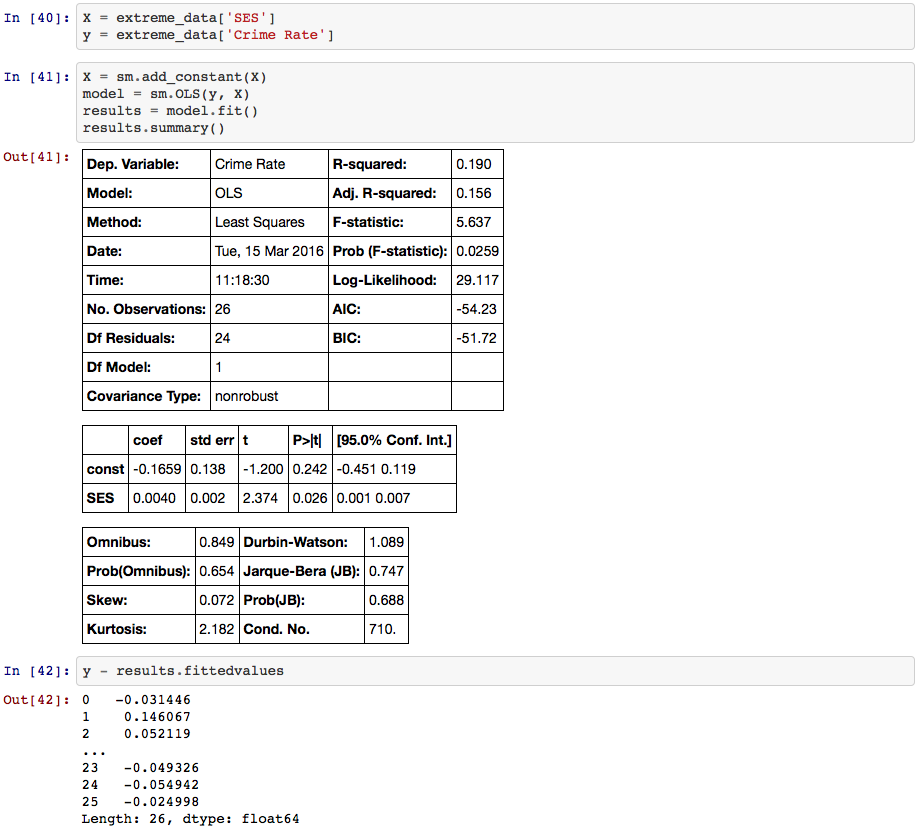 In [40]: X = extreme_data['SES']
y = extreme_data['Crime Rate']
In [41]: X = sm.add_constant(X)
model = sm.OLS(y, X)
results = model.fit()
results.summary()
Out[41]:
Dep. Variable: Crime Rate R-squared: 0.190
Model: OLS Adj. R-squared: 0.156
Method: Least Squares F-statistic: 5.637
Date: Tue, 15 Mar 2016 Prob (F-statistic): 0.0259
Time: 11:18:30 Log-Likelihood: 29.117
No. Observations: 26 AIC: -54.23
Df Residuals: 24 BIC: -51.72
Df Model: 1
Covariance Type: nonrobust
coef std err t P>|t| [95.0% Conf. Int.]
const -0.1659 0.138 -1.200 0.242 -0.451 0.119
SES 0.0040 0.002 2.374 0.026 0.001 0.007
Omnibus: 0.849 Durbin-Watson: 1.089
Prob(Omnibus): 0.654 Jarque-Bera (JB): 0.747
Skew: 0.072 Prob(JB): 0.688
Kurtosis: 2.182 Cond. No. 710.
In [42]: y - results.fittedvalues
Out[42]: 0 -0.031446
1 0.146067
2 0.052119
...
23 -0.049326
24 -0.054942
25 -0.024998
Length: 26, dtype: float64